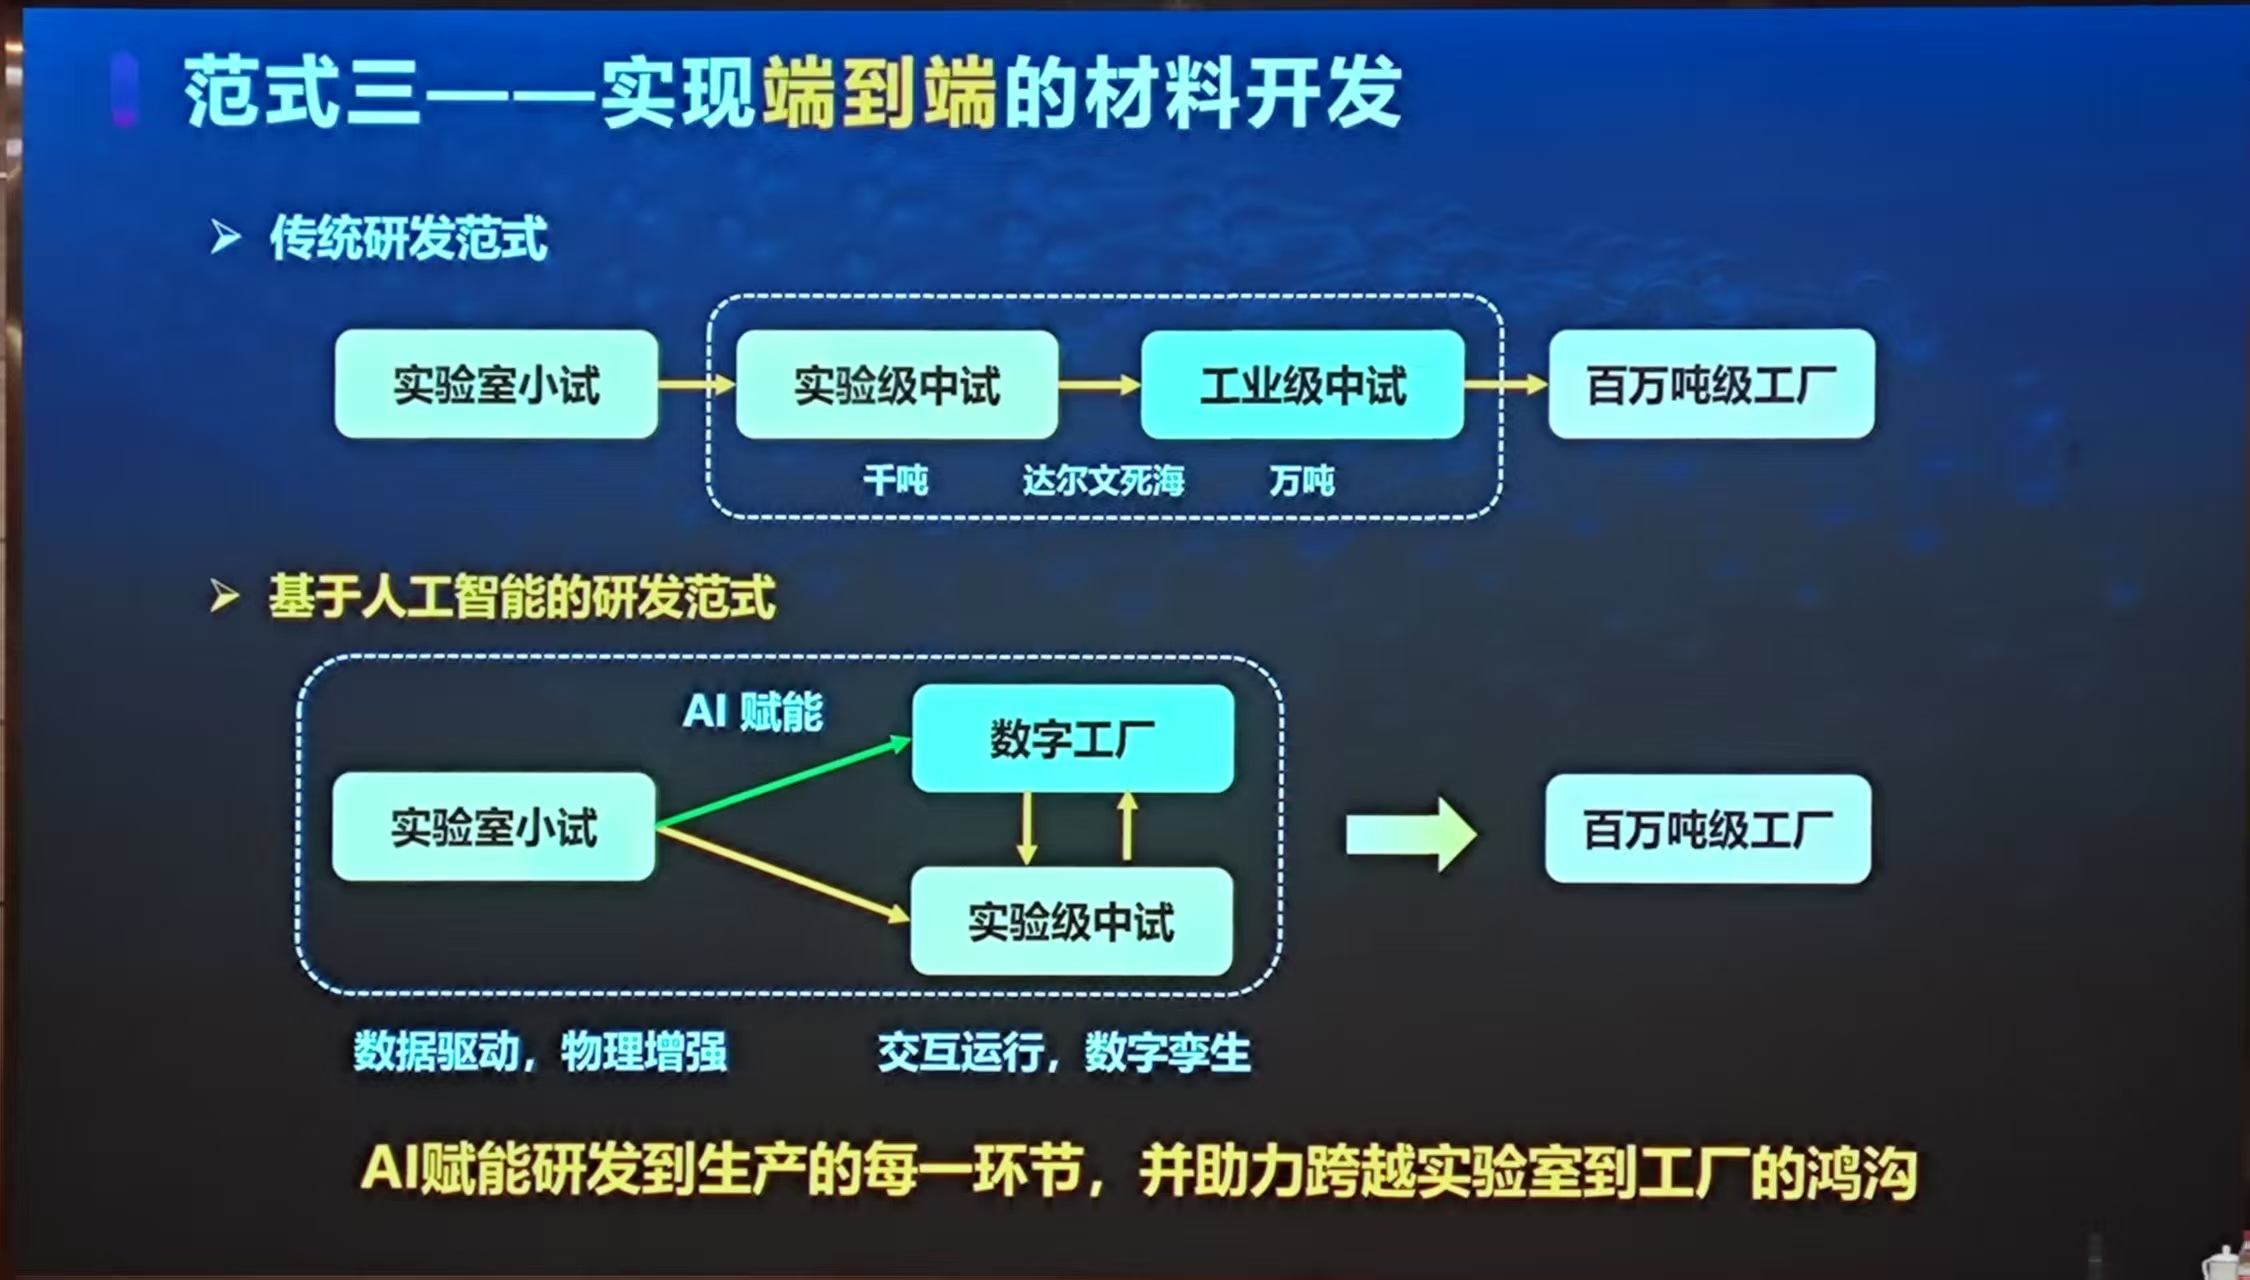 范式三——实现端到端的材料开发
➢ 传统研发范式
实验室小试
实验级中试
工业级中试
百万吨级工厂
千吨
达尔文死海
万吨
➢ 基于人工智能的研发范式
AI 赋能
数字工厂
实验室小试
百万吨级工厂
实验级中试
数据驱动，物理增强
交互运行，数字孪生
AI赋能研发到生产的每一环节，并助力跨越实验室到工厂的鸿沟